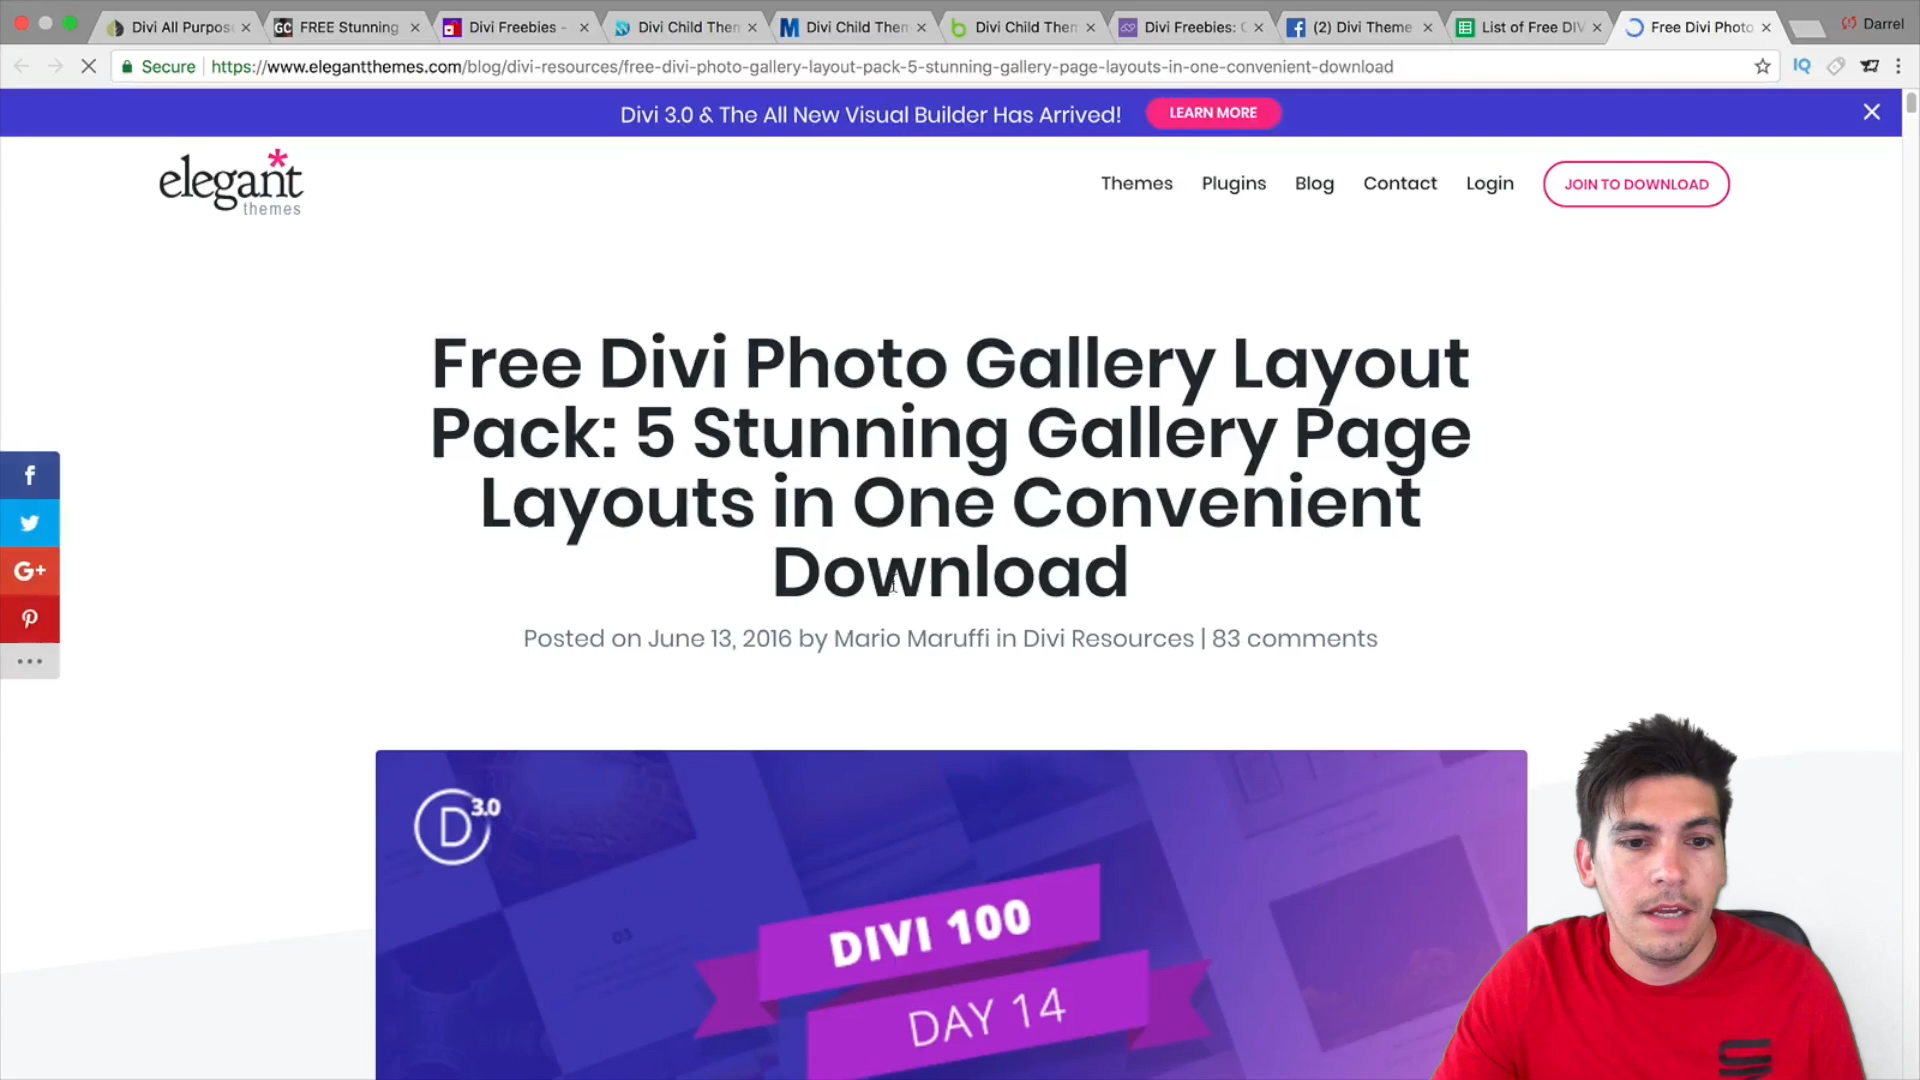 Divi All Purpos
GC FREE Stunning
Divi Freebies -
Divi Child Then
M Divi Child Them
Divi Child Them
Divi Freebies: C
(2) Divi Theme
List of Free DIV
Free Divi Photo
Darrel
Secure https://www.elegantthemes.com/blog/divi-resources/free-divi-photo-gallery-layout-pack-5-stunning-gallery-page-layouts-in-one-convenient-download
IQ
Divi 3.0 & The All New Visual Builder Has Arrived! LEARN MORE
elegant
themes
Themes Plugins Blog Contact Login JOIN TO DOWNLOAD
Free Divi Photo Gallery Layout
Pack: 5 Stunning Gallery Page
Layouts in One Convenient
Download
Posted on June 13, 2016 by Mario Maruffi in Divi Resources | 83 comments
G+
D 3.0
03
DIVI 100
DAY 14